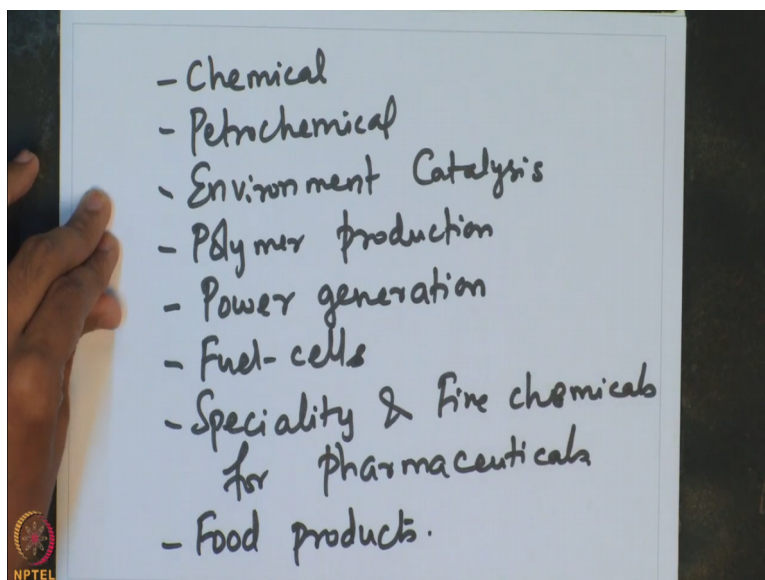 - Chemical
- Petrochemical
- Environment Catalysis
- Polymer production
- Power generation
- Fuel-cells
- Speciality & Fine chemicals
for pharmaceuticals
- Food products.
NPTEL